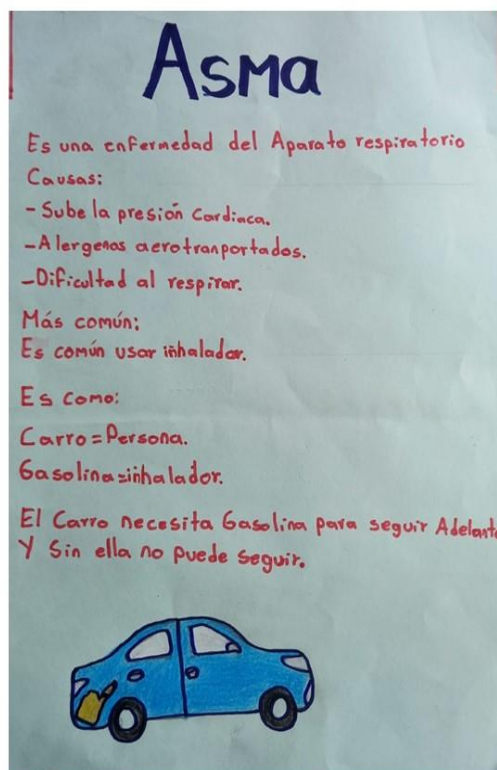 Asma
Es una enfermedad del Aparato respiratorio
Causas:
- Sube la presión Cardiaca.
- Alergenas aerotranportados.
- Dificultad al respirar.
Más común:
Es común usar inhalador.
Es como:
Carro = Persona.
Gasolina = inhalador.
El Carro necesita Gasolina para seguir Adelante
Y Sin ella no puede seguir.